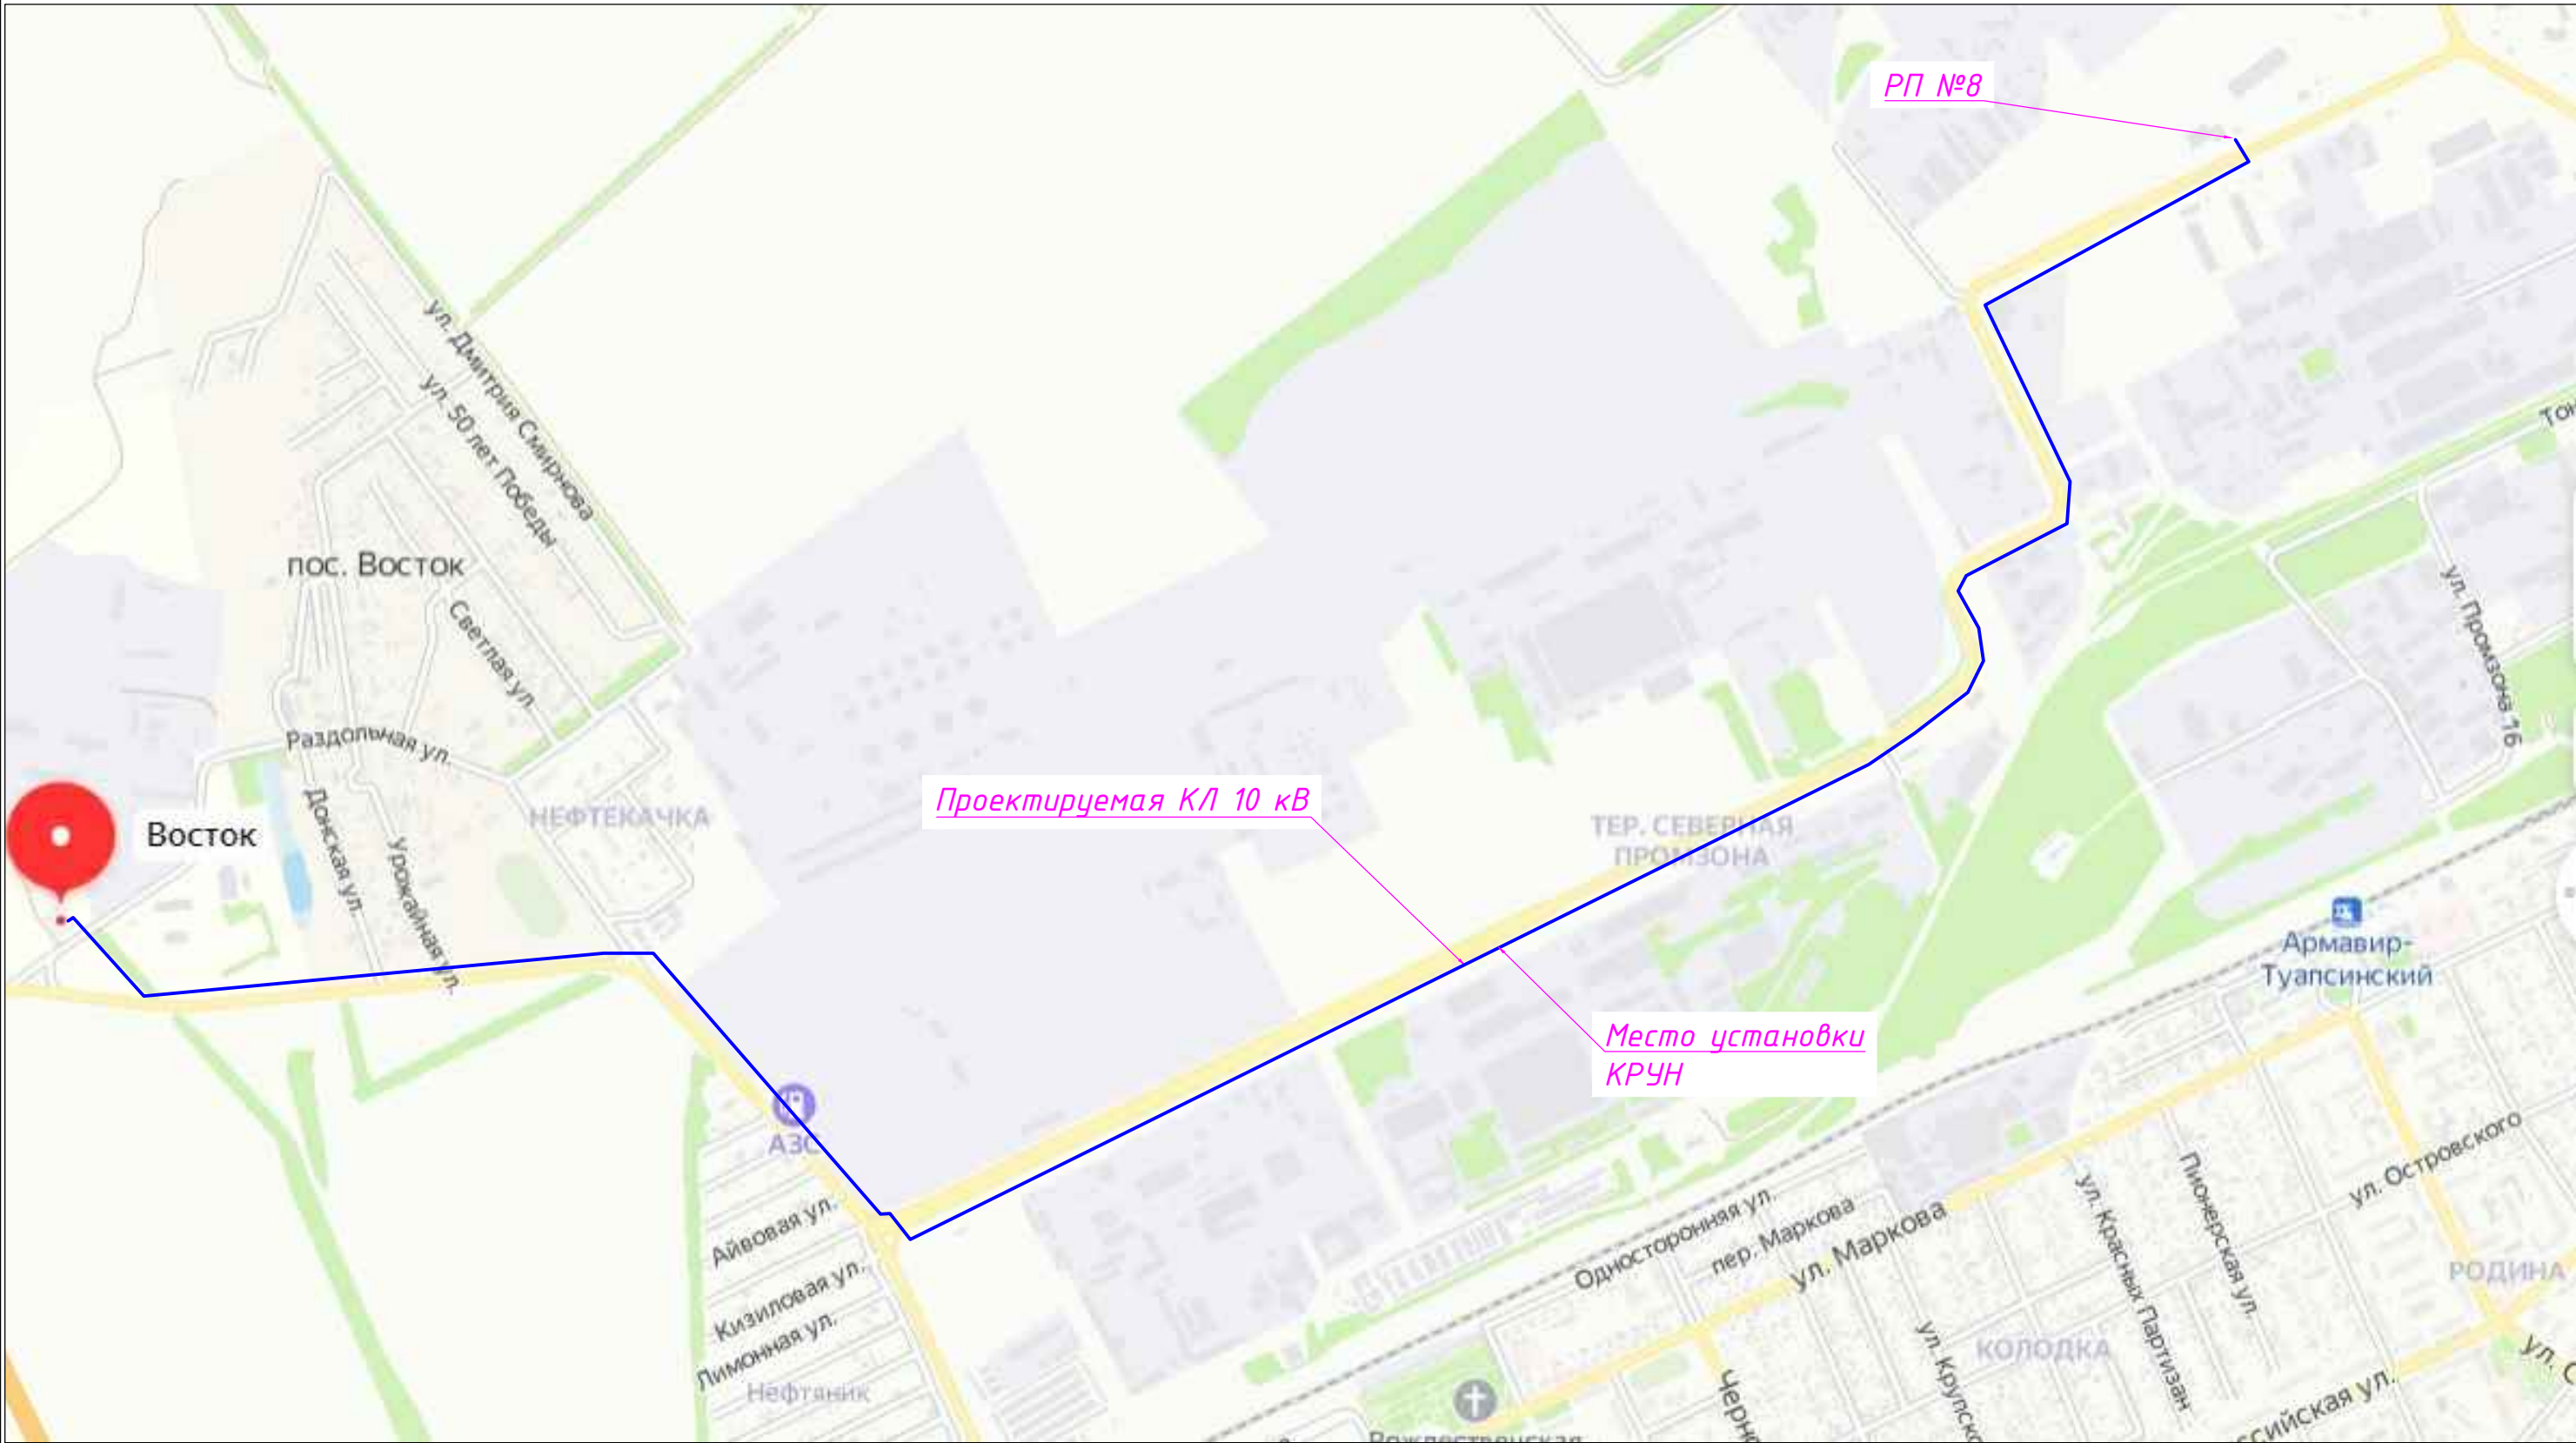 РП №8
ул. Дмитрия Смирнова
ул. 50 лет Победы
пос. Восток
Светлая ул.
ул. Промзона 16
Раздольная ул.
НЕФТЕКАЧКА
Проектируемая КЛ 10 кВ
ТЕР. СЕВЕРНАЯ
ПРОМЗОНА
Восток
Донская ул.
Урожайная ул.
Армавир-
Туапсинский
Место установки
КРУН
АЗС
ул. Островского
Айвовая ул.
Односторонняя ул.
пер. Маркова
ул. Маркова
ул. Красных Партизан
Пионерская ул.
Кизиловая ул.
РОДИНА
Лимонная ул.
КОЛОДКА
Нефтяник